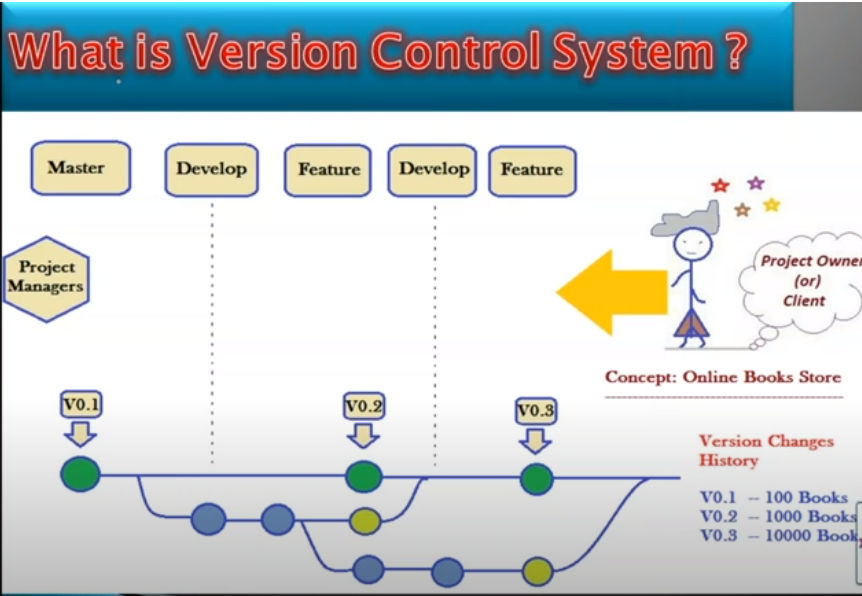 What is Version Control System ?
Master
Develop
Feature
Develop
Feature
Project
Managers
Project Owner
(or)
Client
Concept: Online Books Store
V0.1
V0.2
V0.3
Version Changes
History
V0.1 – 100 Books
V0.2 – 1000 Books
V0.3 – 10000 Book